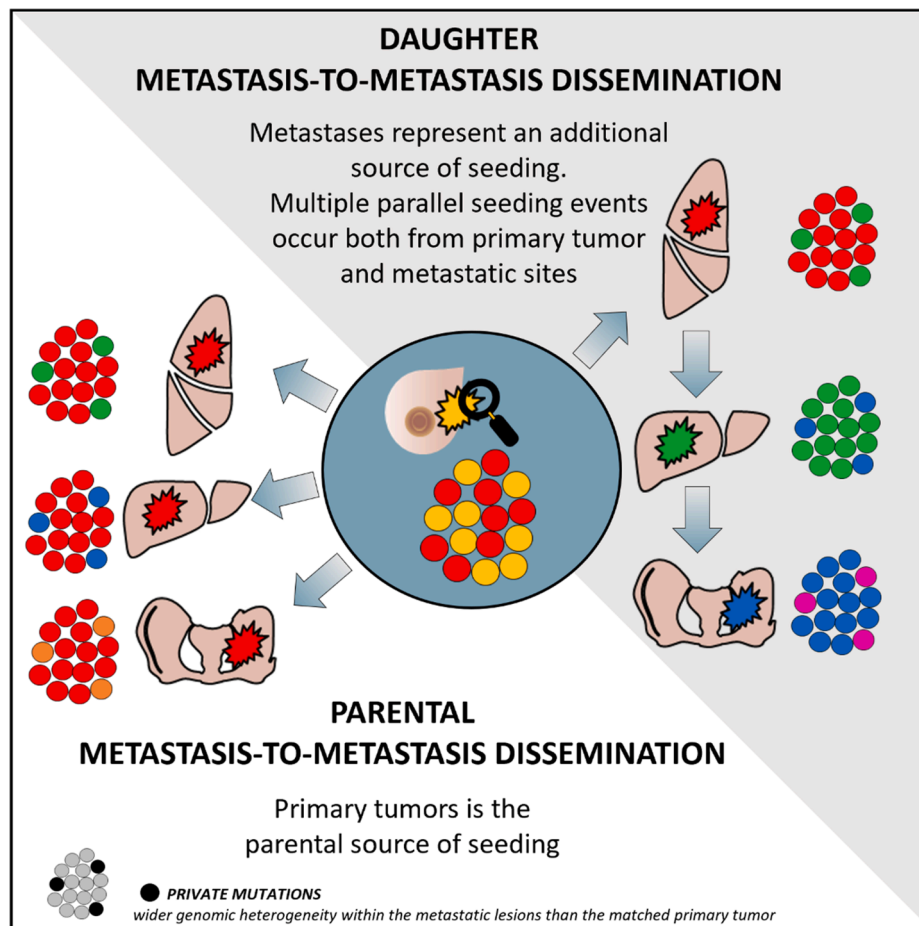 DAUGHTER
METASTASIS-TO-METASTASIS DISSEMINATION
Metastases represent an additional
source of seeding.
Multiple parallel seeding events
occur both from primary tumor
and metastatic sites
PARENTAL
METASTASIS-TO-METASTASIS DISSEMINATION
Primary tumors is the
parental source of seeding
PRIVATE MUTATIONS
wider genomic heterogeneity within the metastatic lesions than the matched primary tumor